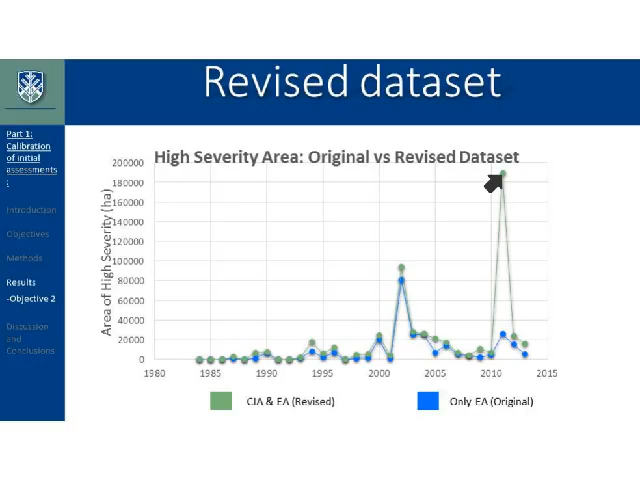 Revised dataset
Part 1:
Calibration
of initial
assessments
:
Introduction
Objectives
Methods
Results
-Objective 2
Discussion
and
Conclusions
High Severity Area: Original vs Revised Dataset
Area of High Severity (ha)
200000
180000
160000
140000
120000
100000
80000
60000
40000
20000
0
1980 1985 1990 1995 2000 2005 2010 2015
CIA & EA (Revised) Only EA (Original)